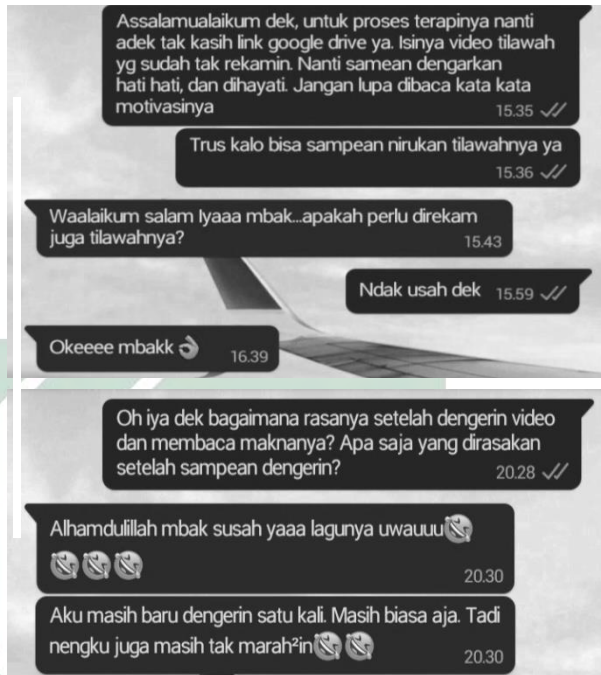 Assalamualaikum dek, untuk proses terapinya nanti
adek tak kasih link google drive ya. Isinya video tilawah
yg sudah tak rekamin. Nanti samean dengarkan
hati hati, dan dihayati. Jangan lupa dibaca kata kata
motivasinya
15.35
Trus kalo bisa sampean nirukan tilawahnya ya
15.36
Waalaikum salam Iyaaa mbak...apakah perlu direkam
juga tilawahnya?
15.43
Ndak usah dek 15.59
Okeeee mbakk👌
16.39
Oh iya dek bagaimana rasanya setelah dengerin video
dan membaca maknanya? Apa saja yang dirasakan
setelah sampean dengerin?
20.28
Alhamdulillah mbak susah yaaa lagunya uwauuu🤣
🤣🤣🤣
20.30
Aku masih baru dengerin satu kali. Masih biasa aja. Tadi
nengku juga masih tak marah²in🤣🤣
20.30